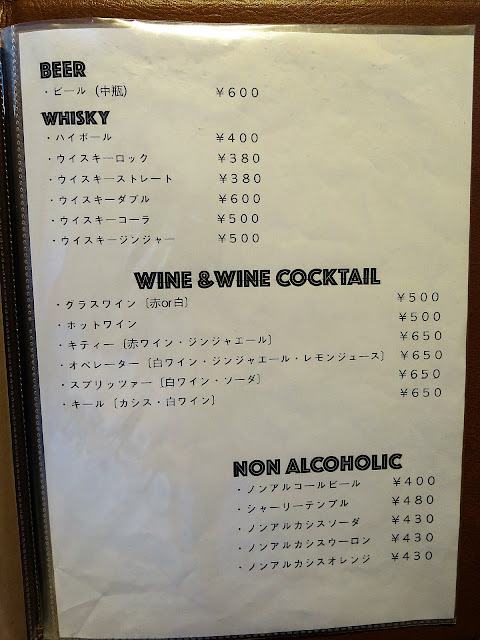 BEER
・ビール (中瓶) ¥600
WHISKY
・ハイボール ¥400
・ウイスキーロック ¥380
・ウイスキーストレート ¥380
・ウイスキーダブル ¥600
・ウイスキーコーラ ¥500
・ウイスキージンジャー ¥500
WINE &WINE COCKTAIL
・グラスワイン〔赤or白〕 ¥500
・ホットワイン ¥500
・キティー〔赤ワイン・ジンジャエール〕 ¥650
・オペレーター〔白ワイン・ジンジャエール・レモンジュース〕 ¥650
・スプリッツァー〔白ワイン・ソーダ〕 ¥650
・キール〔カシス・白ワイン〕 ¥650
NON ALCOHOLIC
・ノンアルコールビール ¥400
・シャーリーテンプル ¥480
・ノンアルカシスソーダ ¥430
・ノンアルカシスウーロン ¥430
・ノンアルカシスオレンジ ¥430